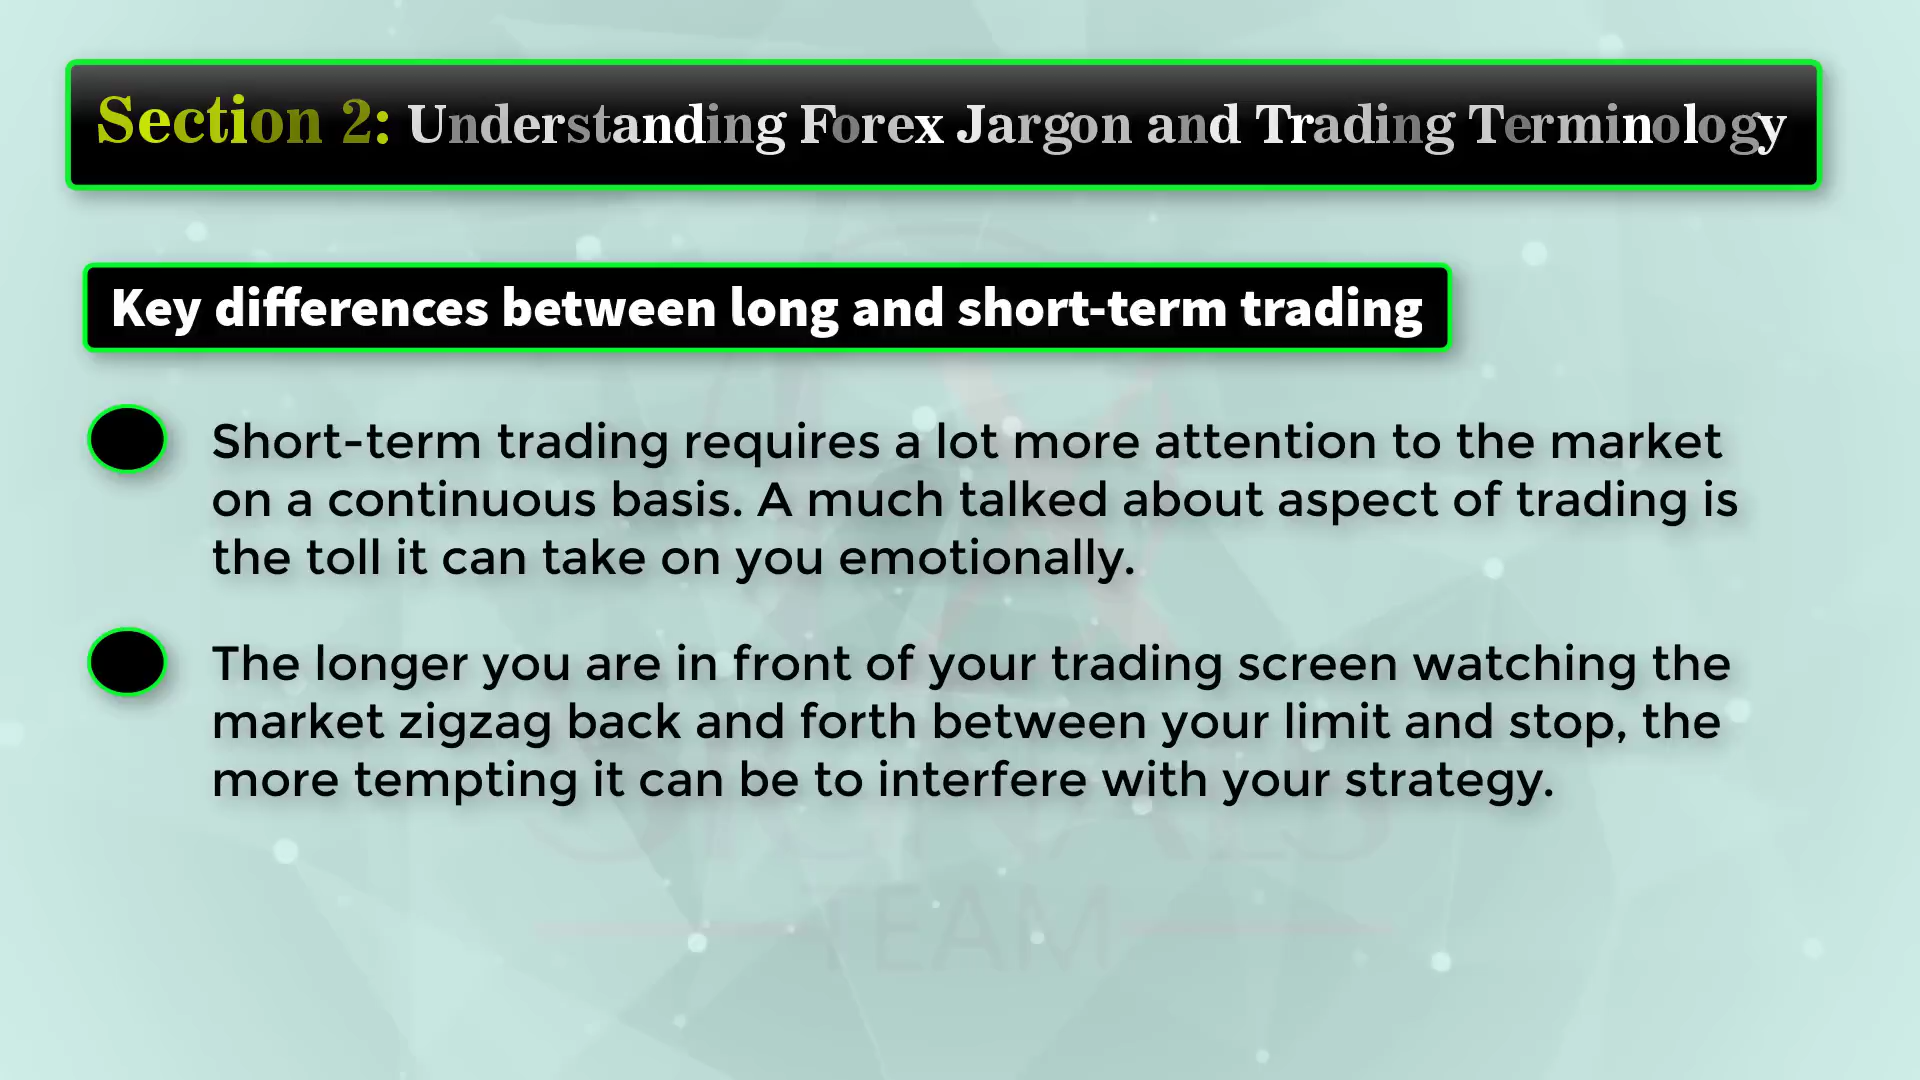 Section 2: Understanding Forex Jargon and Trading Terminology
Key differences between long and short-term trading
Short-term trading requires a lot more attention to the market
on a continuous basis. A much talked about aspect of trading is
the toll it can take on you emotionally.
The longer you are in front of your trading screen watching the
market zigzag back and forth between your limit and stop, the
more tempting it can be to interfere with your strategy.
TEAM